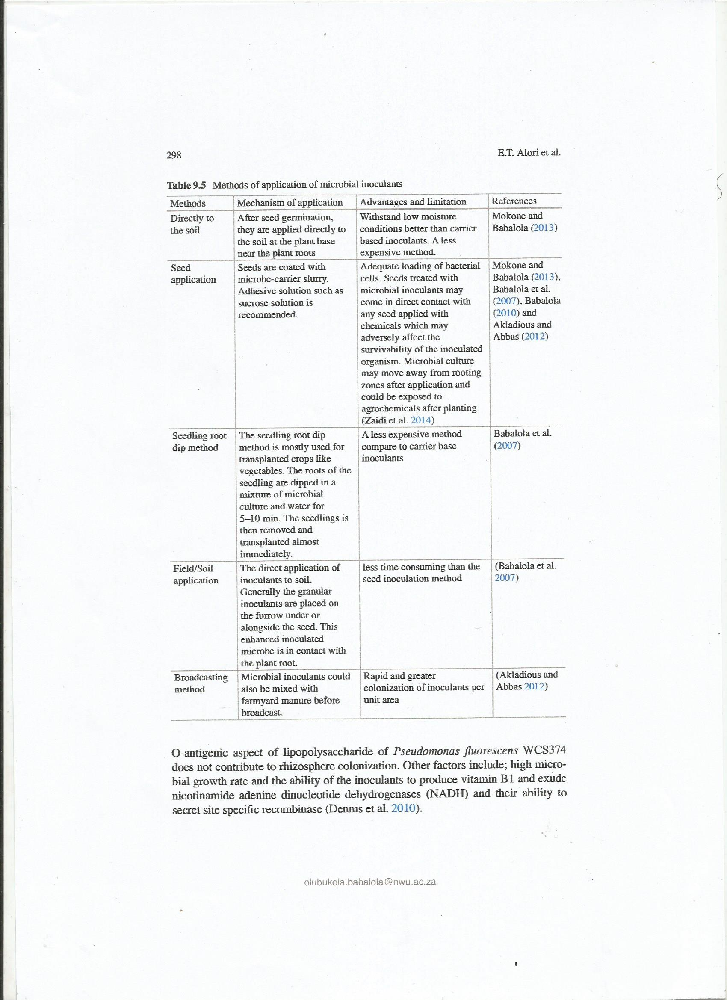 298
E.T. Alori et al.
Table 9.5 Methods of application of microbial inoculants
Methods
Mechanism of application
Advantages and limitation
References
Directly to
the soil
After seed germination,
they are applied directly to
the soil at the plant base
near the plant roots
Withstand low moisture
conditions better than carrier
based inoculants. A less
expensive method.
Mokone and
Babalola (2013)
Seed
application
Seeds are coated with
microbe-carrier slurry.
Adhesive solution such as
sucrose solution is
recommended.
Adequate loading of bacterial
cells. Seeds treated with
microbial inoculants may
come in direct contact with
any seed applied with
chemicals which may
adversely affect the
survivability of the inoculated
organism. Microbial culture
may move away from rooting
zones after application and
could be exposed to
agrochemicals after planting
(Zaidi et al. 2014)
Mokone and
Babalola (2013),
Babalola et al.
(2007), Babalola
(2010) and
Akladious and
Abbas (2012)
Seedling root
dip method
The seedling root dip
method is mostly used for
transplanted crops like
vegetables. The roots of the
seedling are dipped in a
mixture of microbial
culture and water for
5–10 min. The seedlings is
then removed and
transplanted almost
immediately.
A less expensive method
compare to carrier base
inoculants
Babalola et al.
(2007)
Field/Soil
application
The direct application of
inoculants to soil.
Generally the granular
inoculants are placed on
the furrow under or
alongside the seed. This
enhanced inoculated
microbe is in contact with
the plant root.
less time consuming than the
seed inoculation method
(Babalola et al.
2007)
Broadcasting
method
Microbial inoculants could
also be mixed with
farmyard manure before
broadcast.
Rapid and greater
colonization of inoculants per
unit area
(Akladious and
Abbas 2012)
O-antigenic aspect of lipopolysaccharide of Pseudomonas fluorescens WCS374
does not contribute to rhizosphere colonization. Other factors include; high micro-
bial growth rate and the ability of the inoculants to produce vitamin B1 and exude
nicotinamide adenine dinucleotide dehydrogenases (NADH) and their ability to
secret site specific recombinase (Dennis et al. 2010).
olubukola.babalola@nwu.ac.za